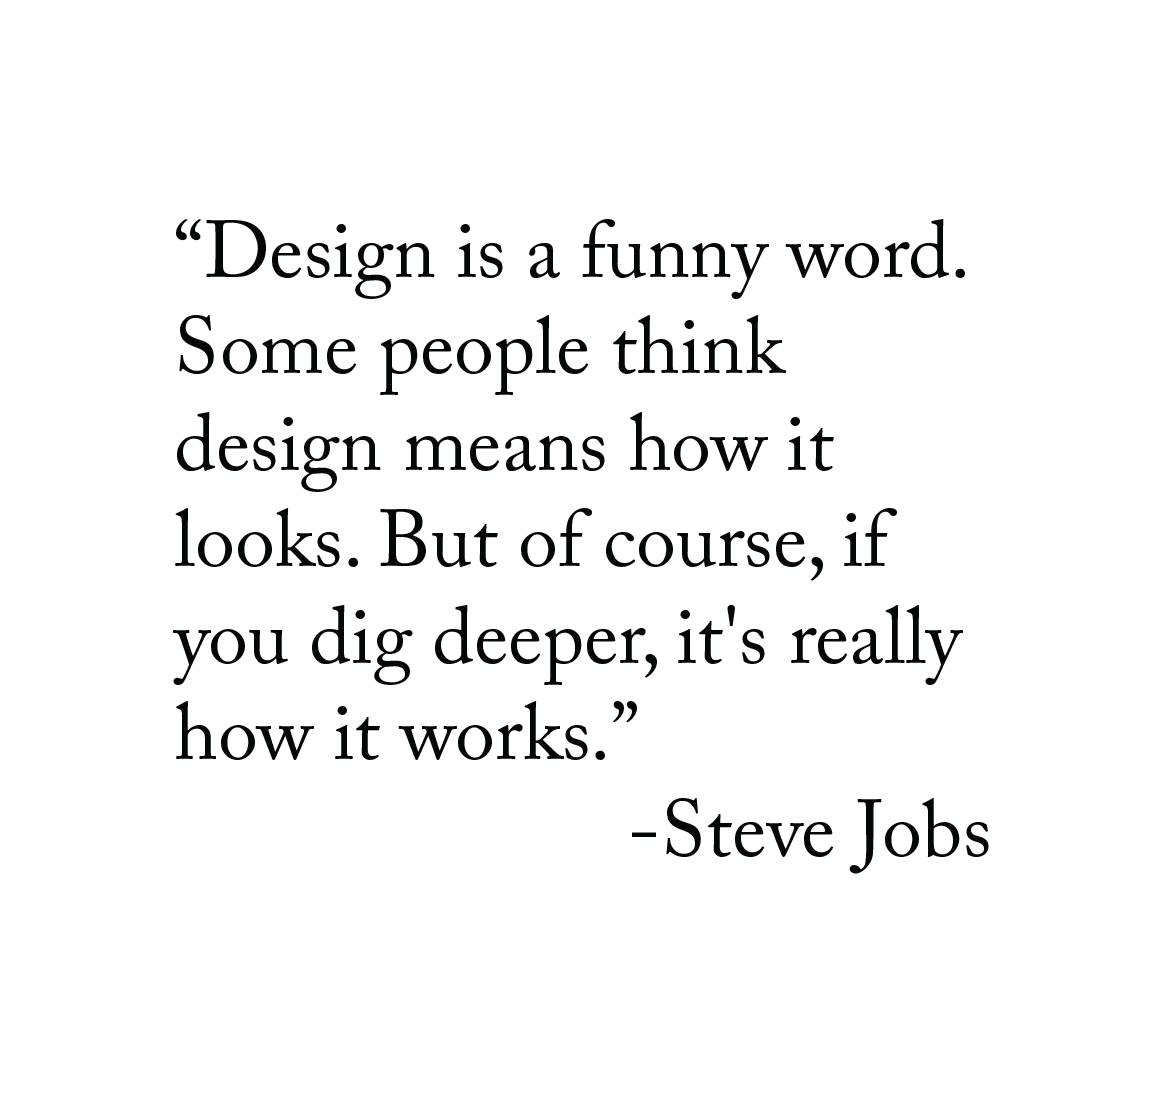 “Design is a funny word.
Some people think
design means how it
looks. But of course, if
you dig deeper, it's really
how it works.”
-Steve Jobs